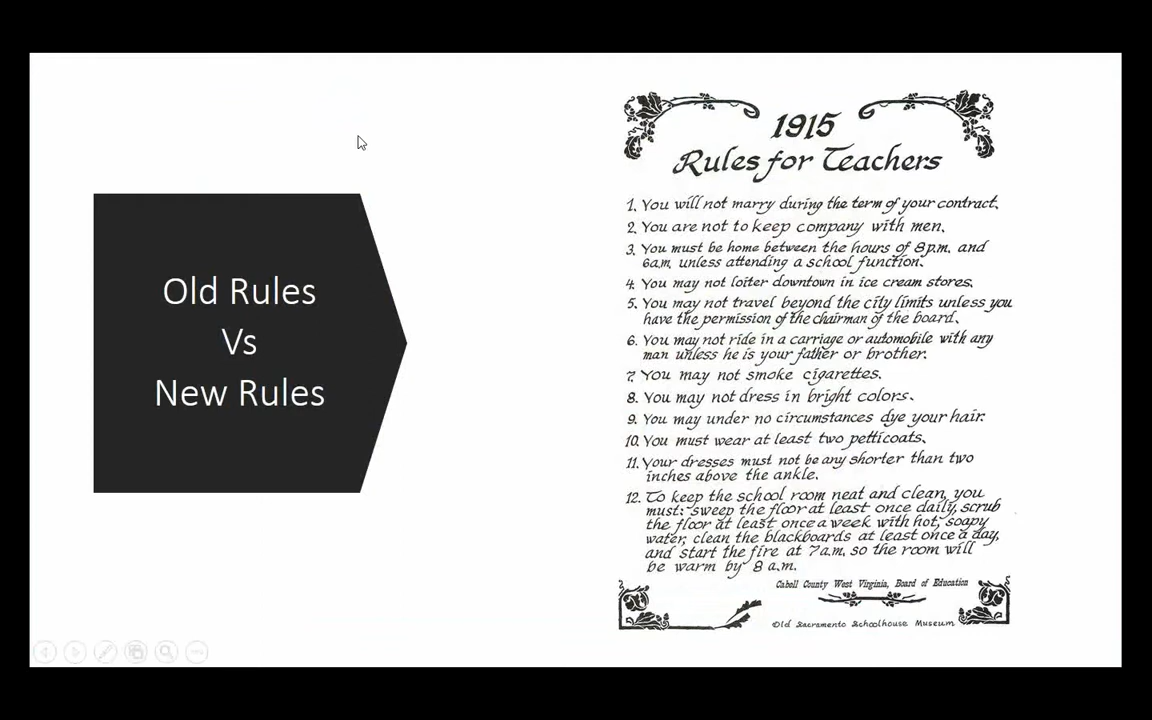 Old Rules
Vs
New Rules
1915
Rules for Teachers
1. You will not marry during the term of your contract.
2. You are not to keep company with men.
3. You must be home between the hours of 8 p.m. and
6 a.m. unless attending a school function.
4. You may not loiter downtown in ice cream stores.
5. You may not travel beyond the city limits unless you
have the permission of the chairman of the board.
6. You may not ride in a carriage or automobile with any
man unless he is your father or brother.
7. You may not smoke cigarettes.
8. You may not dress in bright colors.
9. You may under no circumstances dye your hair.
10. You must wear at least two petticoats.
11. Your dresses must not be any shorter than two
inches above the ankle.
12. To keep the school room neat and clean, you
must: sweep the floor at least once daily, scrub
the floor at least once a week with hot, soapy
water, clean the blackboards at least once a day,
and start the fire at 7 a.m. so the room will
be warm by 8 a.m.
Cabell County West Virginia, Board of Education
Old Sacramento Schoolhouse Museum